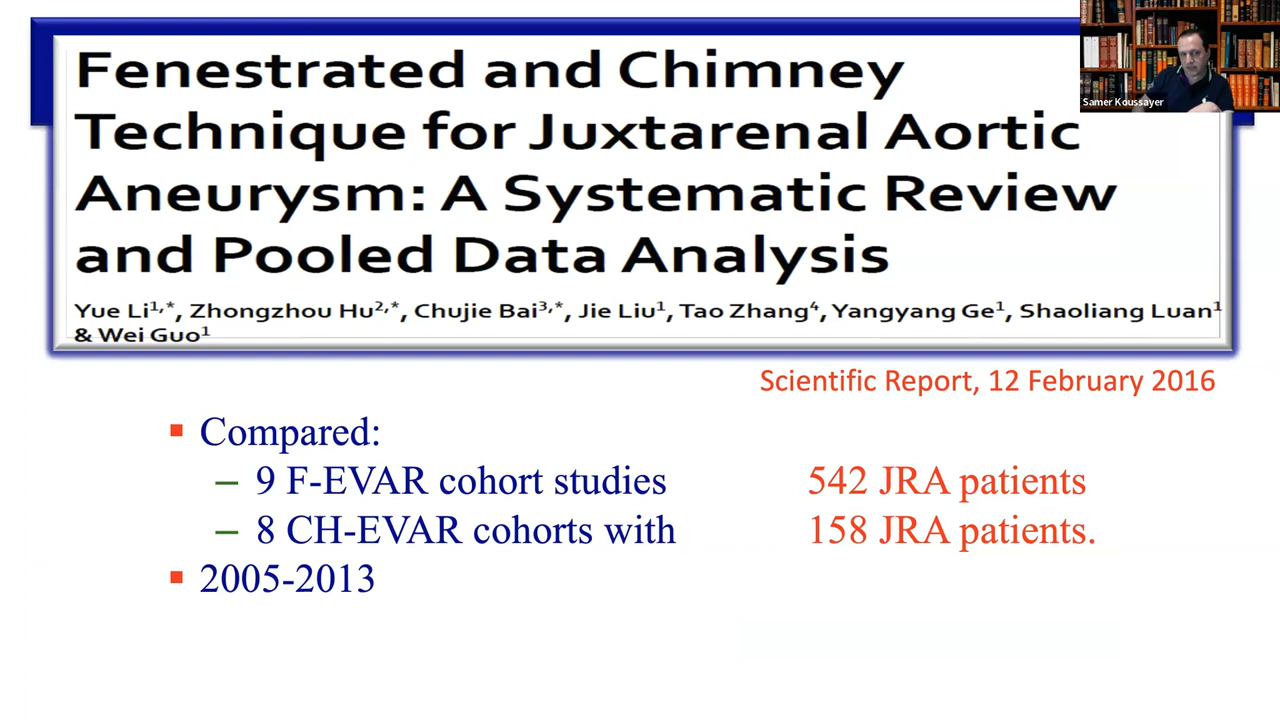 Fenestrated and Chimney
Technique for Juxtarenal Aortic
Aneurysm: A Systematic Review
and Pooled Data Analysis
Yue Li1,*, Zhongzhou Hu2,*, Chujie Bai3,*, Jie Liu1, Tao Zhang4, Yangyang Ge1, Shaoliang Luan1
& Wei Guo1
Samer Koussayer
Scientific Report, 12 February 2016
▪ Compared:
– 9 F-EVAR cohort studies 542 JRA patients
– 8 CH-EVAR cohorts with 158 JRA patients.
▪ 2005-2013